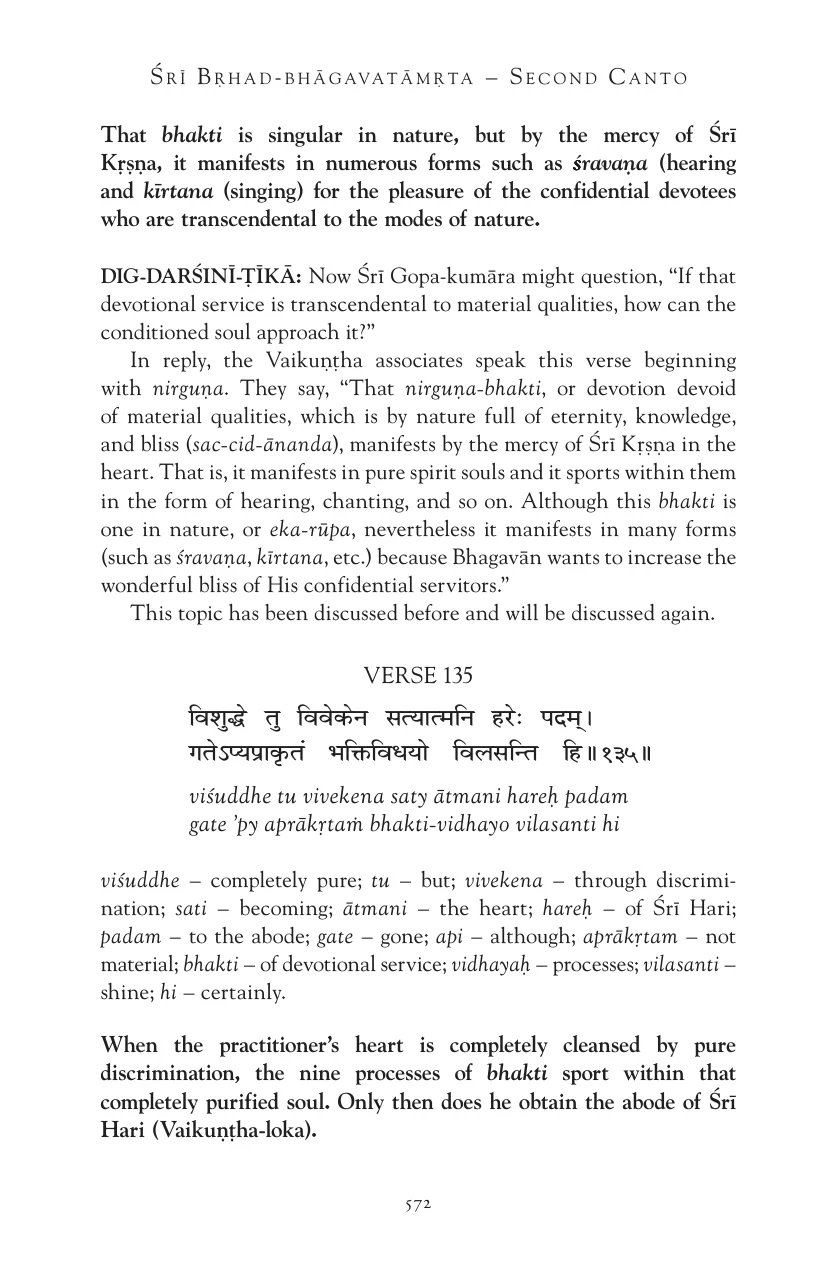 Śrī Bṛhad-bhāgavatāmṛta – Second Canto
That bhakti is singular in nature, but by the mercy of Śrī
Kṛṣṇa, it manifests in numerous forms such as śravaṇa (hearing
and kīrtana (singing) for the pleasure of the confidential devotees
who are transcendental to the modes of nature.
DIG-DARŚINĪ-ṬĪKĀ: Now Śrī Gopa-kumāra might question, “If that
devotional service is transcendental to material qualities, how can the
conditioned soul approach it?”
In reply, the Vaikuṇṭha associates speak this verse beginning
with nirguṇa. They say, “That nirguṇa-bhakti, or devotion devoid
of material qualities, which is by nature full of eternity, knowledge,
and bliss (sac-cid-ānanda), manifests by the mercy of Śrī Kṛṣṇa in the
heart. That is, it manifests in pure spirit souls and it sports within them
in the form of hearing, chanting, and so on. Although this bhakti is
one in nature, or eka-rūpa, nevertheless it manifests in many forms
(such as śravaṇa, kīrtana, etc.) because Bhagavān wants to increase the
wonderful bliss of His confidential servitors.”
This topic has been discussed before and will be discussed again.
VERSE 135
विशुद्धे तु विवेकेन सत्यात्मनि हरेः पदम्।
गतेऽप्यप्राकृतं भक्तिविधयो विलसन्ति हि॥१३५॥
viśuddhe tu vivekena saty ātmani hareḥ padam
gate ’py aprākṛtaṁ bhakti-vidhayo vilasanti hi
viśuddhe – completely pure; tu – but; vivekena – through discrimi-
nation; sati – becoming; ātmani – the heart; hareḥ – of Śrī Hari;
padam – to the abode; gate – gone; api – although; aprākṛtam – not
material; bhakti – of devotional service; vidhayaḥ – processes; vilasanti –
shine; hi – certainly.
When the practitioner’s heart is completely cleansed by pure
discrimination, the nine processes of bhakti sport within that
completely purified soul. Only then does he obtain the abode of Śrī
Hari (Vaikuṇṭha-loka).
572